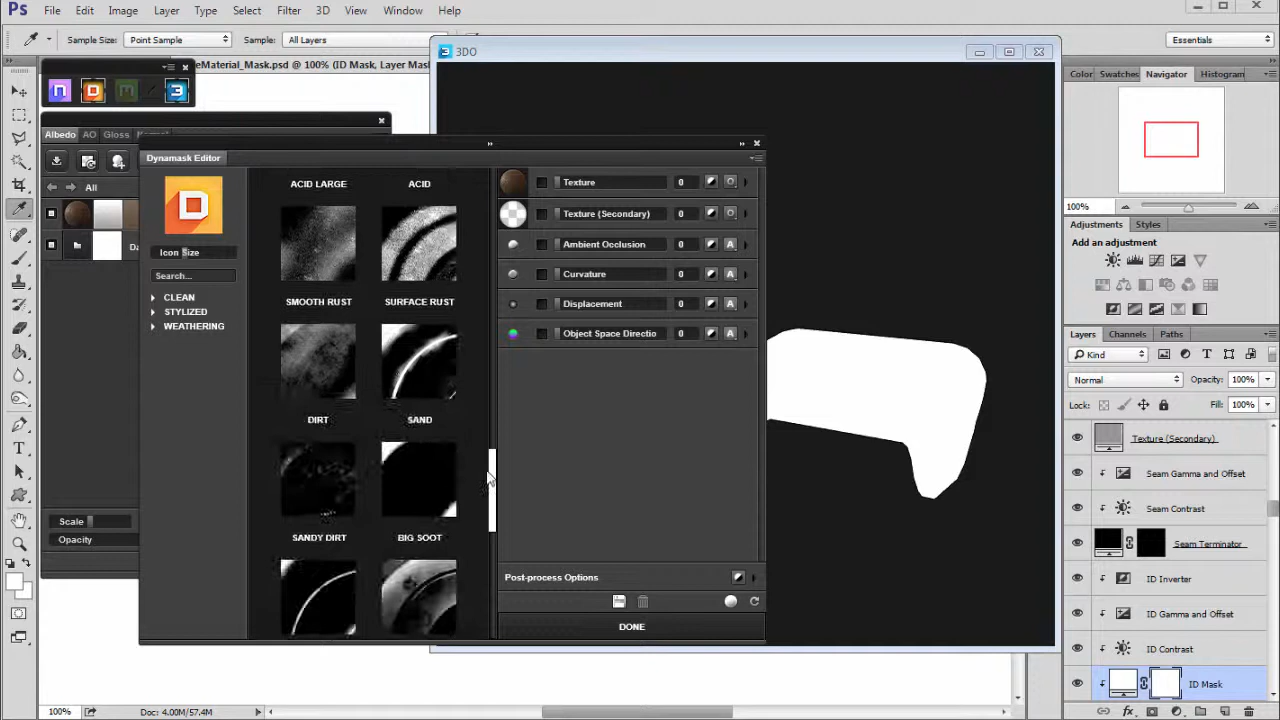 Ps File Edit Image Layer Type Select Filter 3D View Window Help
Sample Size: Point Sample Sample: All Layers Essentials
eMaterial_Mask.psd @ 100% (ID Mask, Layer Mas 3DO
Color Swatches Navigator Histogram
n D m 3
Albedo AO Gloss
All
Dynamask Editor
D
Icon Size
Search...
CLEAN
STYLIZED
WEATHERING
ACID LARGE ACID
SMOOTH RUST SURFACE RUST
DIRT SAND
SANDY DIRT BIG SOOT
Texture 0
Texture (Secondary) 0
Ambient Occlusion 0 A
Curvature 0 A
Displacement 0 A
Object Space Directio 0 A
Post-process Options
DONE
Scale
Opacity
100%
Adjustments Styles
Add an adjustment
Layers Channels Paths
Kind
Normal Opacity: 100%
Lock: Fill: 100%
Texture (Secondary)
Seam Gamma and Offset
Seam Contrast
Seam Terminator
ID Inverter
ID Gamma and Offset
ID Contrast
ID Mask
fx
100% Doc: 4.00M/57.4M